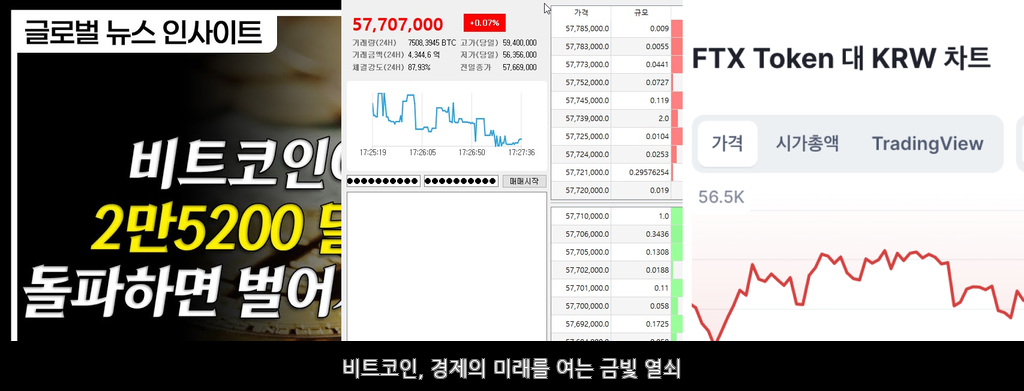 글로벌 뉴스 인사이트
비트코인
2만5200
돌파하면 벌어
57,707,000 +0.07%
거래량(24H) 7508,3945 BTC 고가(당일) 59,400,000
거래금액(24H) 4,344,6 억 저가(당일) 56,356,000
체결강도(24H) 87,93% 전일종가 57,669,000
17:25:19 17:26:05 17:26:50 17:27:36
매매시작
가격 규모
57,785,000.0 0.009
57,783,000.0 0.0055
57,773,000.0 0.0441
57,752,000.0 0.0727
57,745,000.0 0.119
57,739,000.0 2.0
57,725,000.0 0.0104
57,724,000.0 0.0253
57,721,000.0 0.29576254
57,720,000.0 0.019
57,710,000.0 1.0
57,706,000.0 0.3436
57,705,000.0 0.1308
57,702,000.0 0.0188
57,701,000.0 0.11
57,700,000.0 0.058
57,692,000.0 0.1725
FTX Token 대 KRW 차트
가격 시가총액 TradingView
56.5K
비트코인, 경제의 미래를 여는 금빛 열쇠